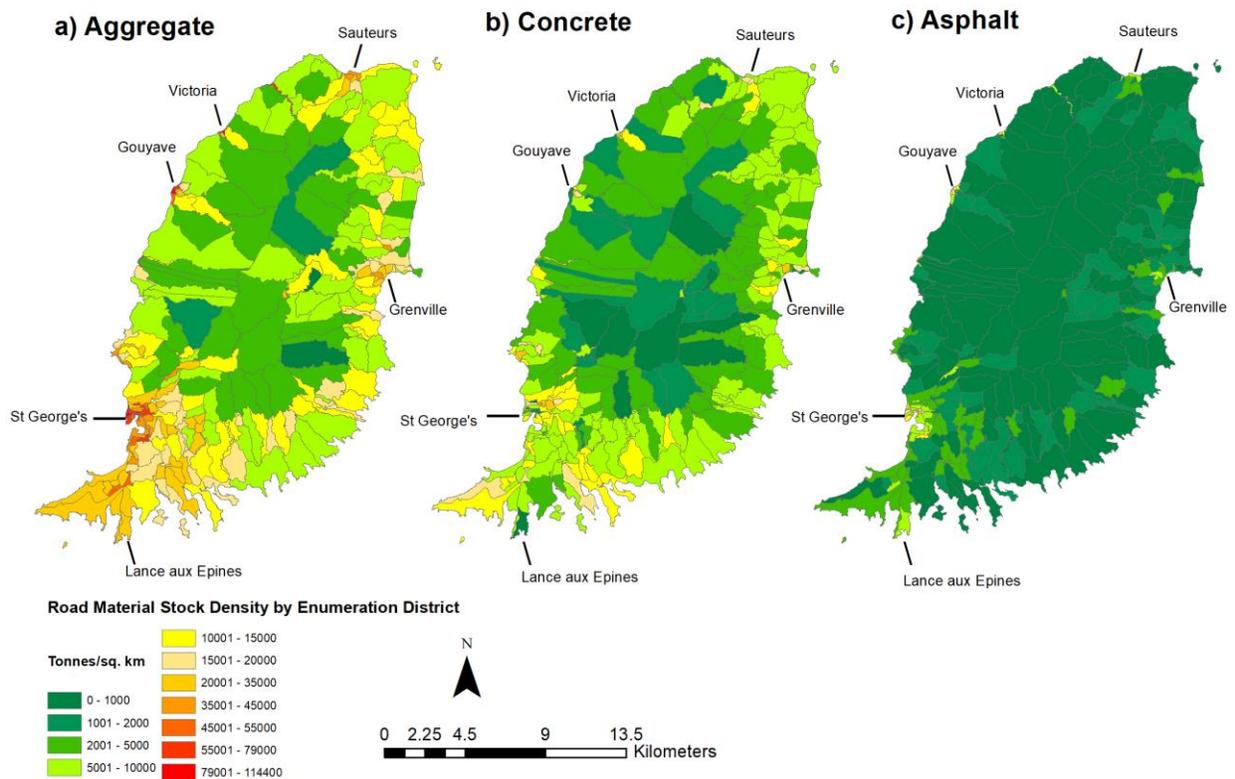 a) Aggregate
Sauteurs
Victoria
Gouyave
Grenville
St George's
Lance aux Epines
b) Concrete
Sauteurs
Victoria
Gouyave
Grenville
St George's
Lance aux Epines
c) Asphalt
Sauteurs
Victoria
Gouyave
Grenville
St George's
Lance aux Epines
Road Material Stock Density by Enumeration District
Tonnes/sq. km
0 - 1000
1001 - 2000
2001 - 5000
5001 - 10000
10001 - 15000
15001 - 20000
20001 - 35000
35001 - 45000
45001 - 55000
55001 - 79000
79001 - 114400
N
0 2.25 4.5 9 13.5
Kilometers